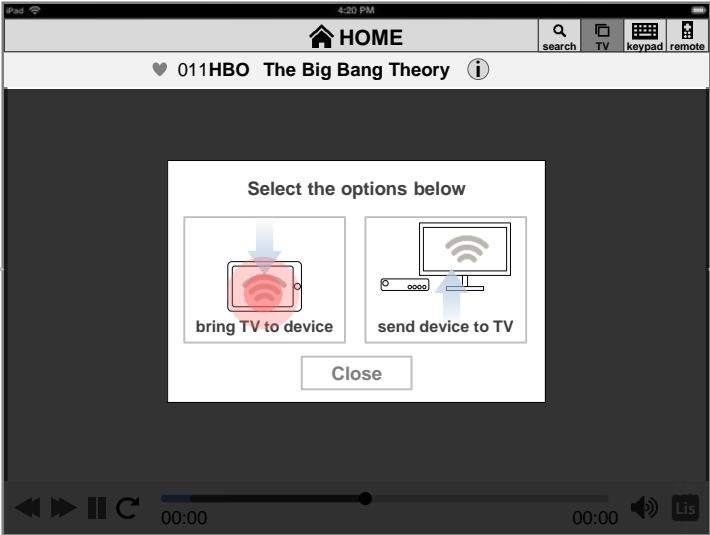 iPad 4:20 PM
HOME
search TV keypad remote
011HBO The Big Bang Theory i
Select the options below
bring TV to device send device to TV
Close
00:00 00:00 Lis